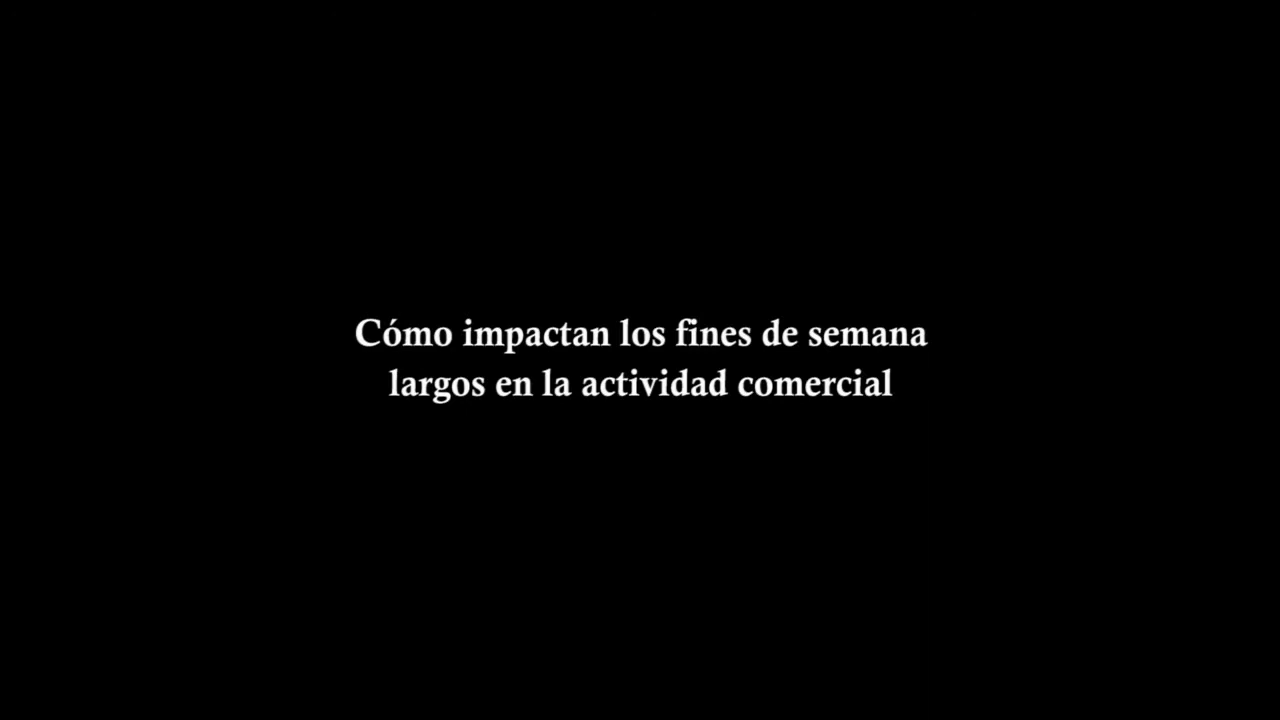 Cómo impactan los fines de semana
largos en la actividad comercial